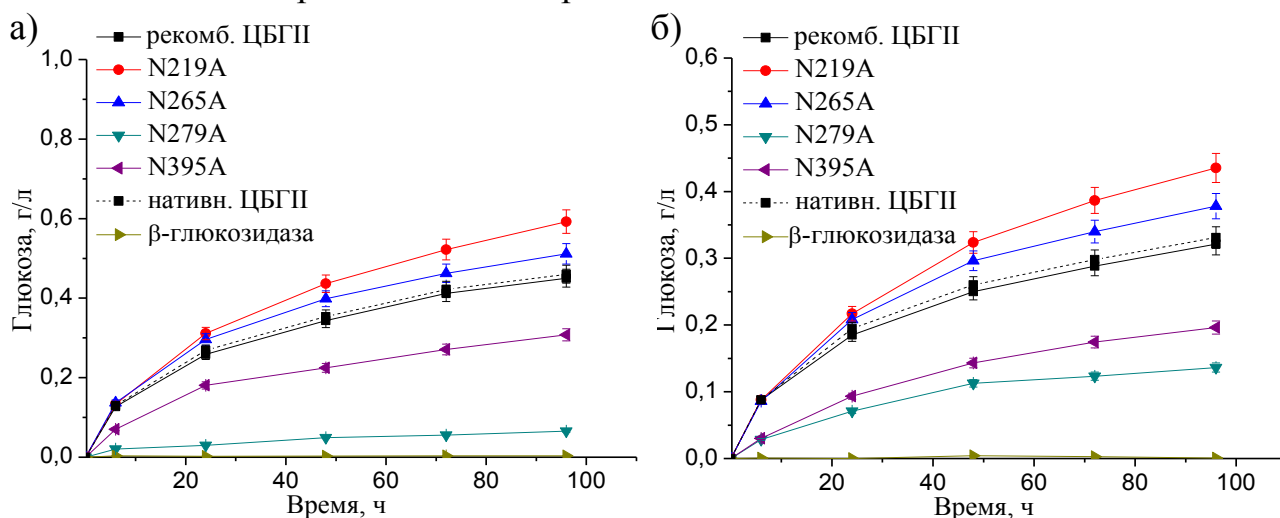 а)
рекомб. ЦБГII
N219A
N265A
N279A
N395A
нативн. ЦБГII
β-глюкозидаза
1,0
0,8
0,6
0,4
0,2
0,0
Глюкоза, г/л
20
40
60
80
100
Время, ч
б)
рекомб. ЦБГII
N219A
N265A
N279A
N395A
нативн. ЦБГII
β-глюкозидаза
0,6
0,5
0,4
0,3
0,2
0,1
0,0
Глюкоза, г/л
20
40
60
80
100
Время, ч